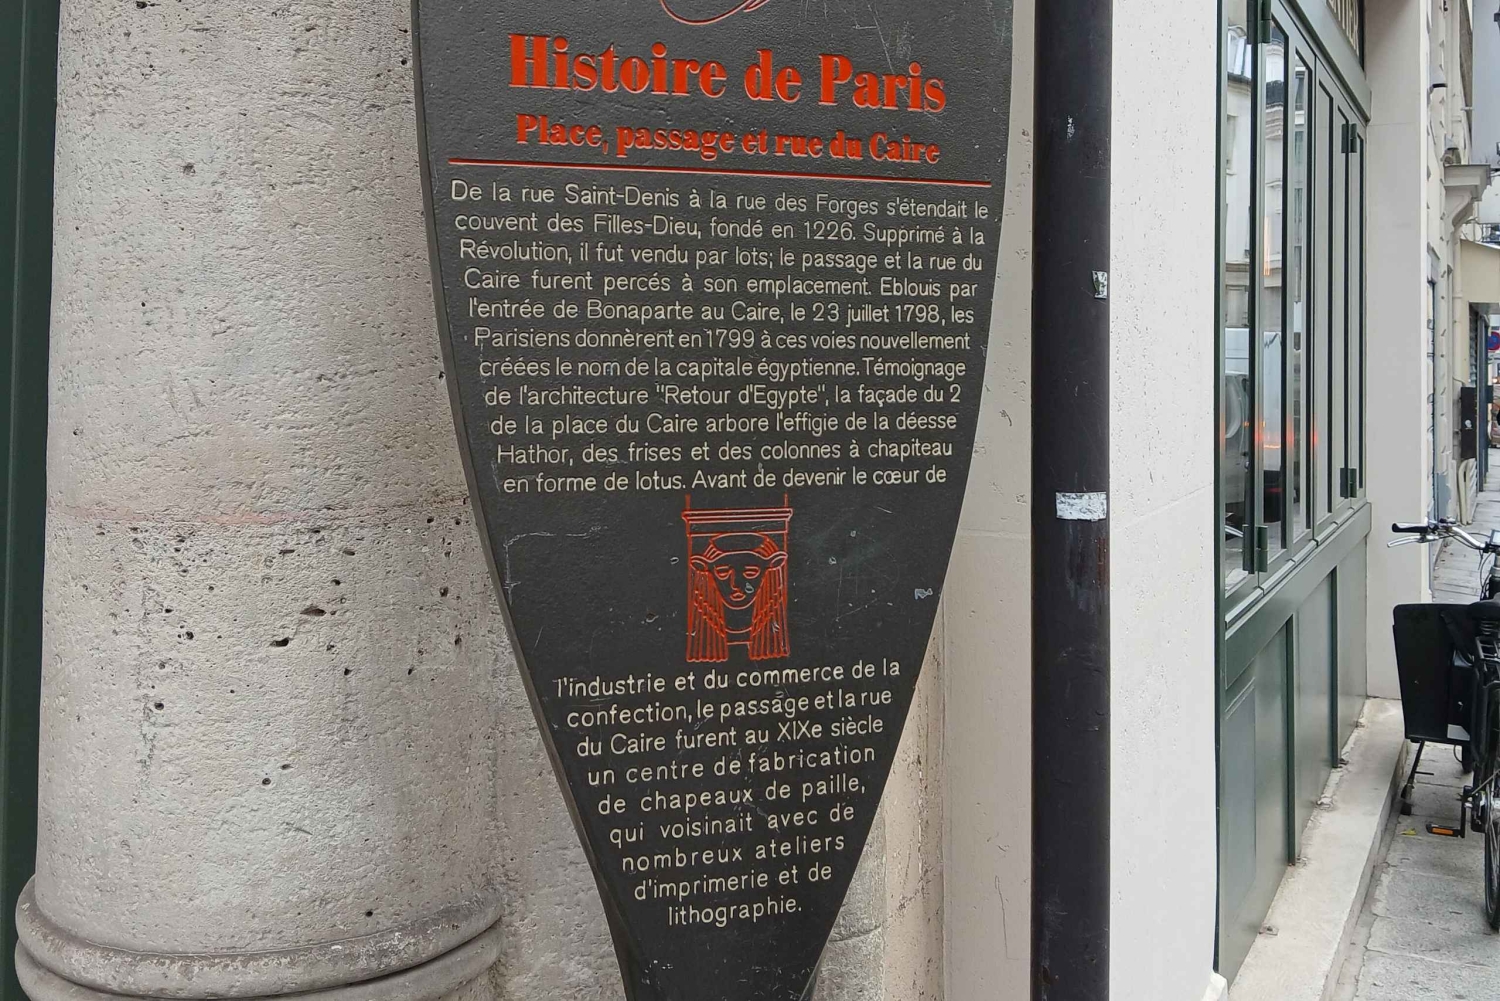 Histoire de Paris
Place, passage et rue du Caire
De la rue Saint-Denis à la rue des Forges s'étendait le
couvent des Filles-Dieu, fondé en 1226. Supprimé à la
Révolution, il fut vendu par lots; le passage et la rue du
Caire furent percés à son emplacement. Eblouis par
l'entrée de Bonaparte au Caire, le 23 juillet 1798, les
Parisiens donnèrent en 1799 à ces voies nouvellement
créées le nom de la capitale égyptienne. Témoignage
de l'architecture "Retour d'Egypte", la façade du 2
de la place du Caire arbore l'effigie de la déesse
Hathor, des frises et des colonnes à chapiteau
en forme de lotus. Avant de devenir le cœur de
l'industrie et du commerce de la
confection, le passage et la rue
du Caire furent au XIXe siècle
un centre de fabrication
de chapeaux de paille,
qui voisinait avec de
nombreux ateliers
d'imprimerie et de
lithographie.